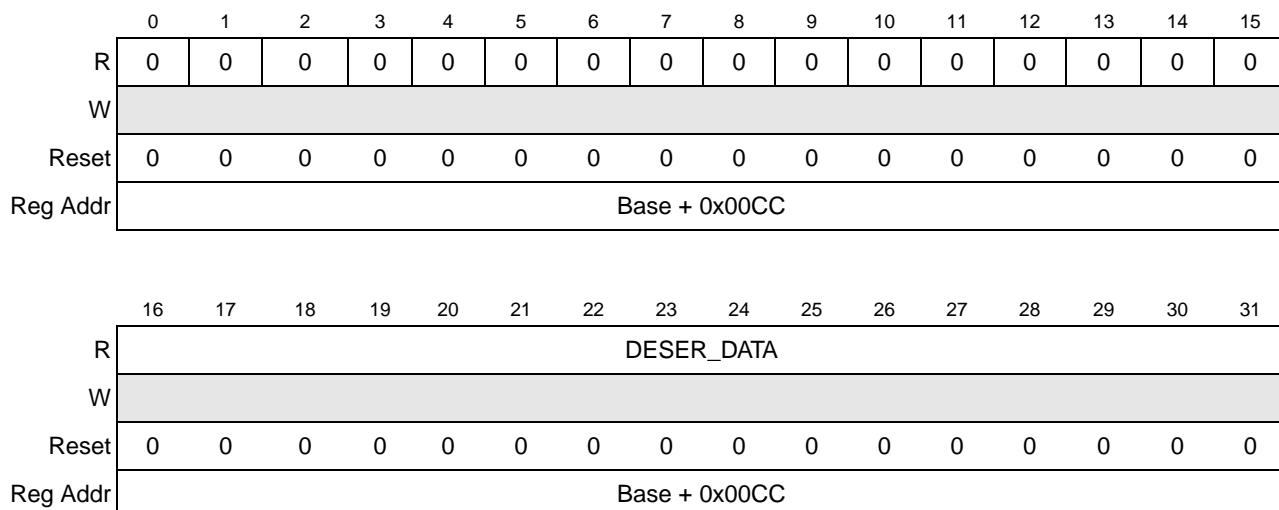 0 1 2 3 4 5 6 7 8 9 10 11 12 13 14 15
R 0 0 0 0 0 0 0 0 0 0 0 0 0 0 0 0
W
Reset 0 0 0 0 0 0 0 0 0 0 0 0 0 0 0 0
Reg Addr Base + 0x00CC
16 17 18 19 20 21 22 23 24 25 26 27 28 29 30 31
R DESER_DATA
W
Reset 0 0 0 0 0 0 0 0 0 0 0 0 0 0 0 0
Reg Addr Base + 0x00CC